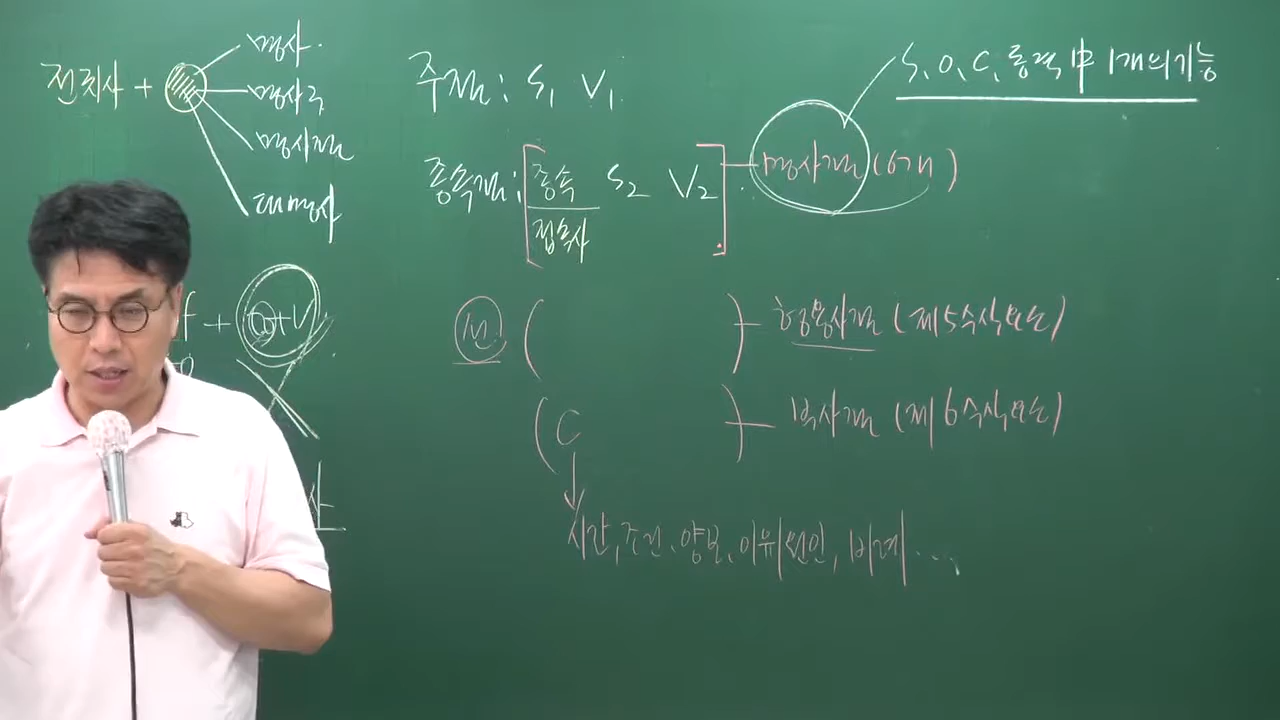 전치사 + 명사.
명사구
명사절
대명사
f + ⓞ + V
주절 : S₁ V₁
종속절 : [종속 접속사 S₂ V₂] - 명사절 (6개)
S, O, C, 동격 中 1개의 기능
선 ( ) - 형용사절 (제5수식요소)
( C ) - 부사절 (제6수식요소)
시간, 조건, 양보, 이유/원인, 비례/ ...